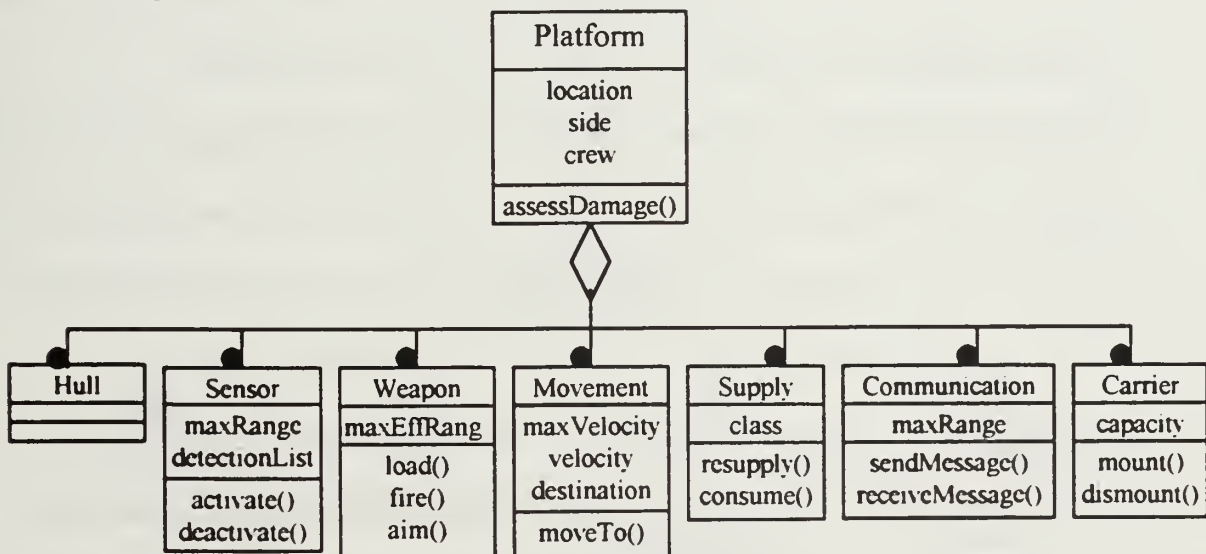 Platform
location
side
crew
assessDamage()
Hull
Sensor
maxRange
detectionList
activate()
deactivate()
Weapon
maxEffRang
load()
fire()
aim()
Movement
maxVelocity
velocity
destination
moveTo()
Supply
class
resupply()
consume()
Communication
maxRange
sendMessage()
receiveMessage()
Carrier
capacity
mount()
dismount()